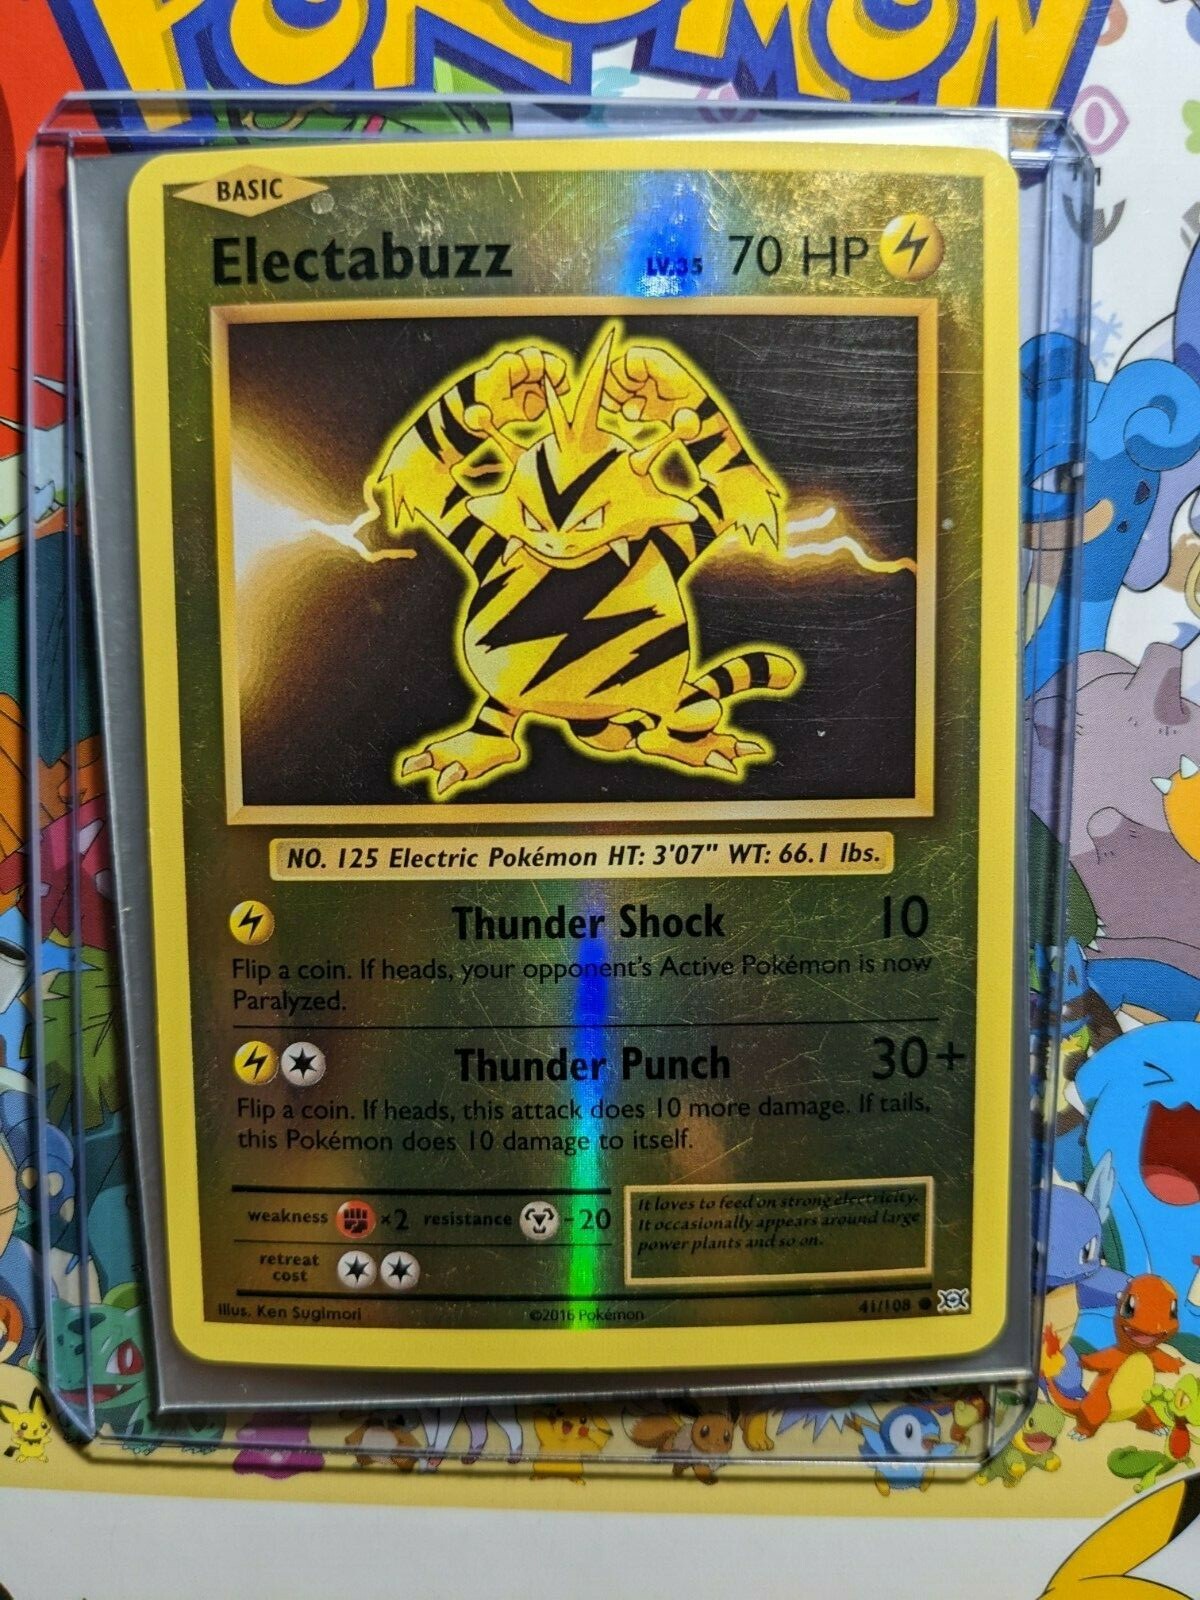 POKÉMON
BASIC
Electabuzz LV.35 70 HP
NO. 125 Electric Pokémon HT: 3'07" WT: 66.1 lbs.
Thunder Shock 10
Flip a coin. If heads, your opponent's Active Pokémon is now
Paralyzed.
Thunder Punch 30+
Flip a coin. If heads, this attack does 10 more damage. If tails,
this Pokémon does 10 damage to itself.
weakness ×2 resistance -20
retreat
cost
It loves to feed on strong electricity.
It occasionally appears around large
power plants and so on.
Illus. Ken Sugimori ©2016 Pokémon 41/108